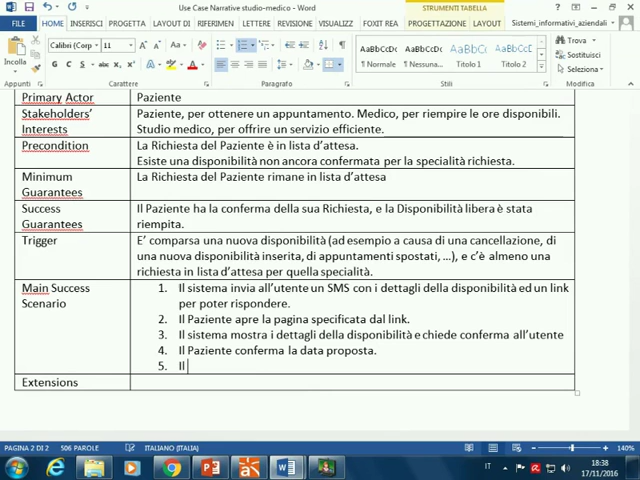 Use Case Narrative studio-medico - Word
STRUMENTI TABELLA
FILE HOME INSERISCI PROGETTA LAYOUT DI RIFERIMEN LETTERE REVISIONE VISUALIZZ FOXIT REA PROGETTAZIONE LAYOUT Sistemi_informativi_aziendali
Calibri (Corp 11
Incolla
Appunti Carattere Paragrafo Stili Modifica
AaBbCcDc AaBbCcDc AaBbC AaBbCcD
¶ Normale ¶ Nessuna... Titolo 1 Titolo 2
Trova
Sostituisci
Seleziona
Primary Actor Paziente
Stakeholders' Paziente, per ottenere un appuntamento. Medico, per riempire le ore disponibili.
Interests Studio medico, per offrire un servizio efficiente.
Precondition La Richiesta del Paziente è in lista d'attesa.
Esiste una disponibilità non ancora confermata per la specialità richiesta.
Minimum La Richiesta del Paziente rimane in lista d'attesa
Guarantees
Success Il Paziente ha la conferma della sua Richiesta, e la Disponibilità libera è stata
Guarantees riempita.
Trigger E' comparsa una nuova disponibilità (ad esempio a causa di una cancellazione, di
una nuova disponibilità inserita, di appuntamenti spostati, ...), e c'è almeno una
richiesta in lista d'attesa per quella specialità.
Main Success 1. Il sistema invia all'utente un SMS con i dettagli della disponibilità ed un link
Scenario per poter rispondere.
2. Il Paziente apre la pagina specificata dal link.
3. Il sistema mostra i dettagli della disponibilità e chiede conferma all'utente
4. Il Paziente conferma la data proposta.
5. Il
Extensions
PAGINA 2 DI 2 506 PAROLE ITALIANO (ITALIA) 140%
IT 18:38
17/11/2016